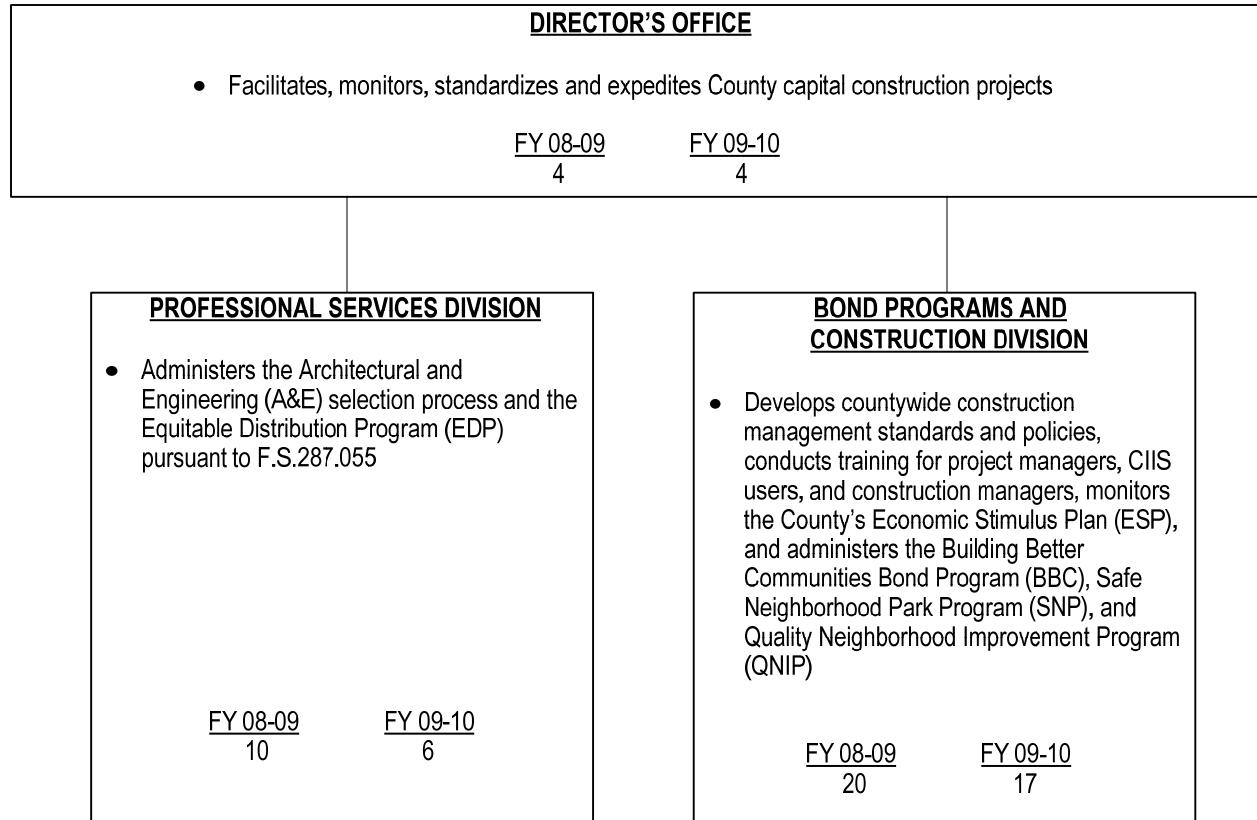 DIRECTOR'S OFFICE
• Facilitates, monitors, standardizes and expedites County capital construction projects
FY 08-09 FY 09-10
4 4
PROFESSIONAL SERVICES DIVISION
• Administers the Architectural and
Engineering (A&E) selection process and the
Equitable Distribution Program (EDP)
pursuant to F.S.287.055
FY 08-09 FY 09-10
10 6
BOND PROGRAMS AND
CONSTRUCTION DIVISION
• Develops countywide construction
management standards and policies,
conducts training for project managers, CIIS
users, and construction managers, monitors
the County's Economic Stimulus Plan (ESP),
and administers the Building Better
Communities Bond Program (BBC), Safe
Neighborhood Park Program (SNP), and
Quality Neighborhood Improvement Program
(QNIP)
FY 08-09 FY 09-10
20 17